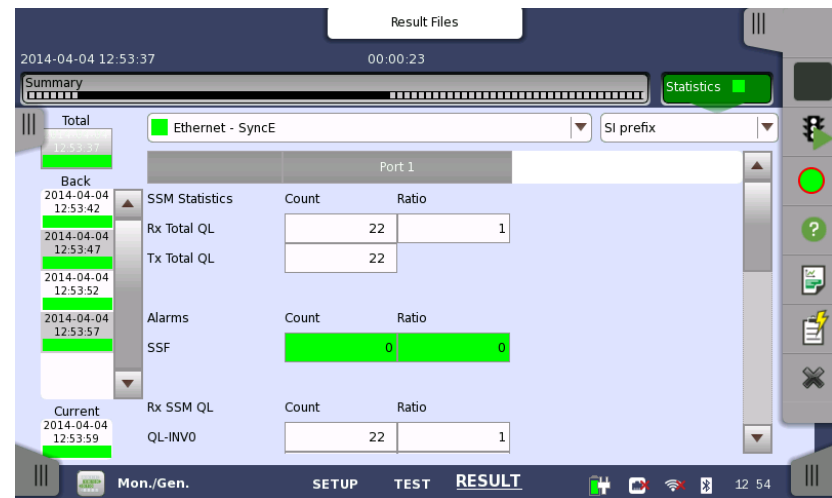 Result Files
2014-04-04 12:53:37 00:00:23
Summary
Statistics
Total
12:53:37
Ethernet - SyncE
SI prefix
Port 1
Back
2014-04-04
12:53:42
2014-04-04
12:53:47
2014-04-04
12:53:52
2014-04-04
12:53:57
Current
2014-04-04
12:53:59
SSM Statistics Count Ratio
Rx Total QL 22 1
Tx Total QL 22
Alarms Count Ratio
SSF 0 0
Rx SSM QL Count Ratio
QL-INV0 22 1
Mon./Gen. SETUP TEST RESULT 12 54